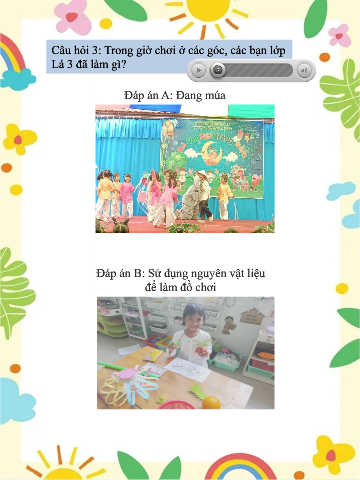 Câu hỏi 3: Trong giờ chơi ở các góc, các bạn lớp
Lá 3 đã làm gì?
Đáp án A: Đang múa
Đáp án B: Sử dụng nguyên vật liệu
để làm đồ chơi